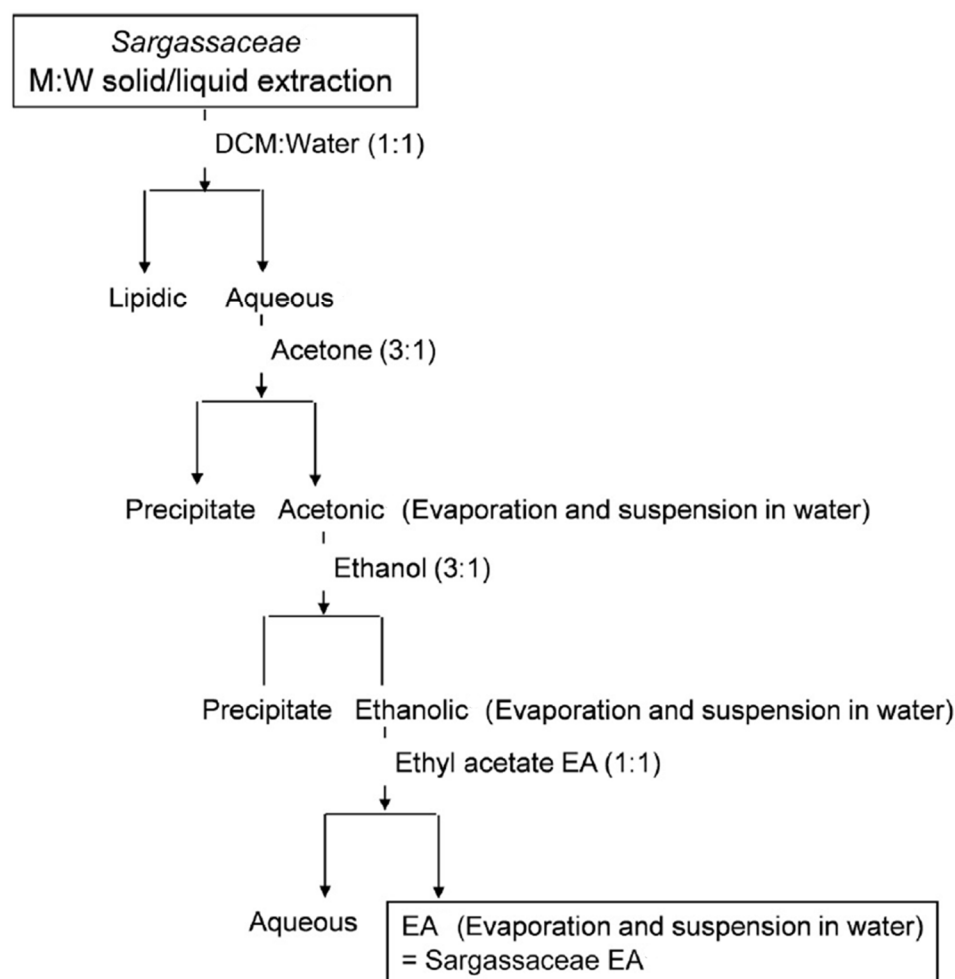 Sargassaceae
M:W solid/liquid extraction
DCM:Water (1:1)
Lipidic Aqueous
Acetone (3:1)
Precipitate Acetonic (Evaporation and suspension in water)
Ethanol (3:1)
Precipitate Ethanolic (Evaporation and suspension in water)
Ethyl acetate EA (1:1)
Aqueous EA (Evaporation and suspension in water)
= Sargassaceae EA